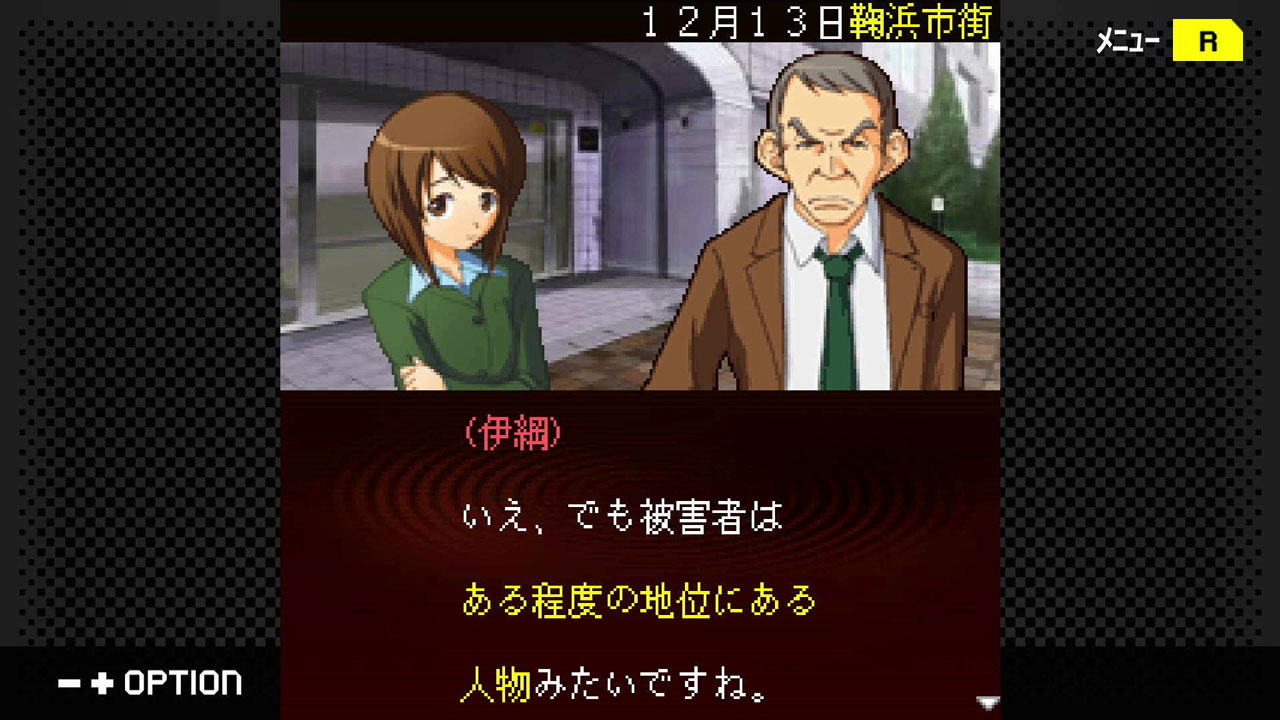 １２月１３日鞠浜市街
メニュー R
(伊綱)
いえ、でも被害者は
ある程度の地位にある
人物みたいですね。
OPTION